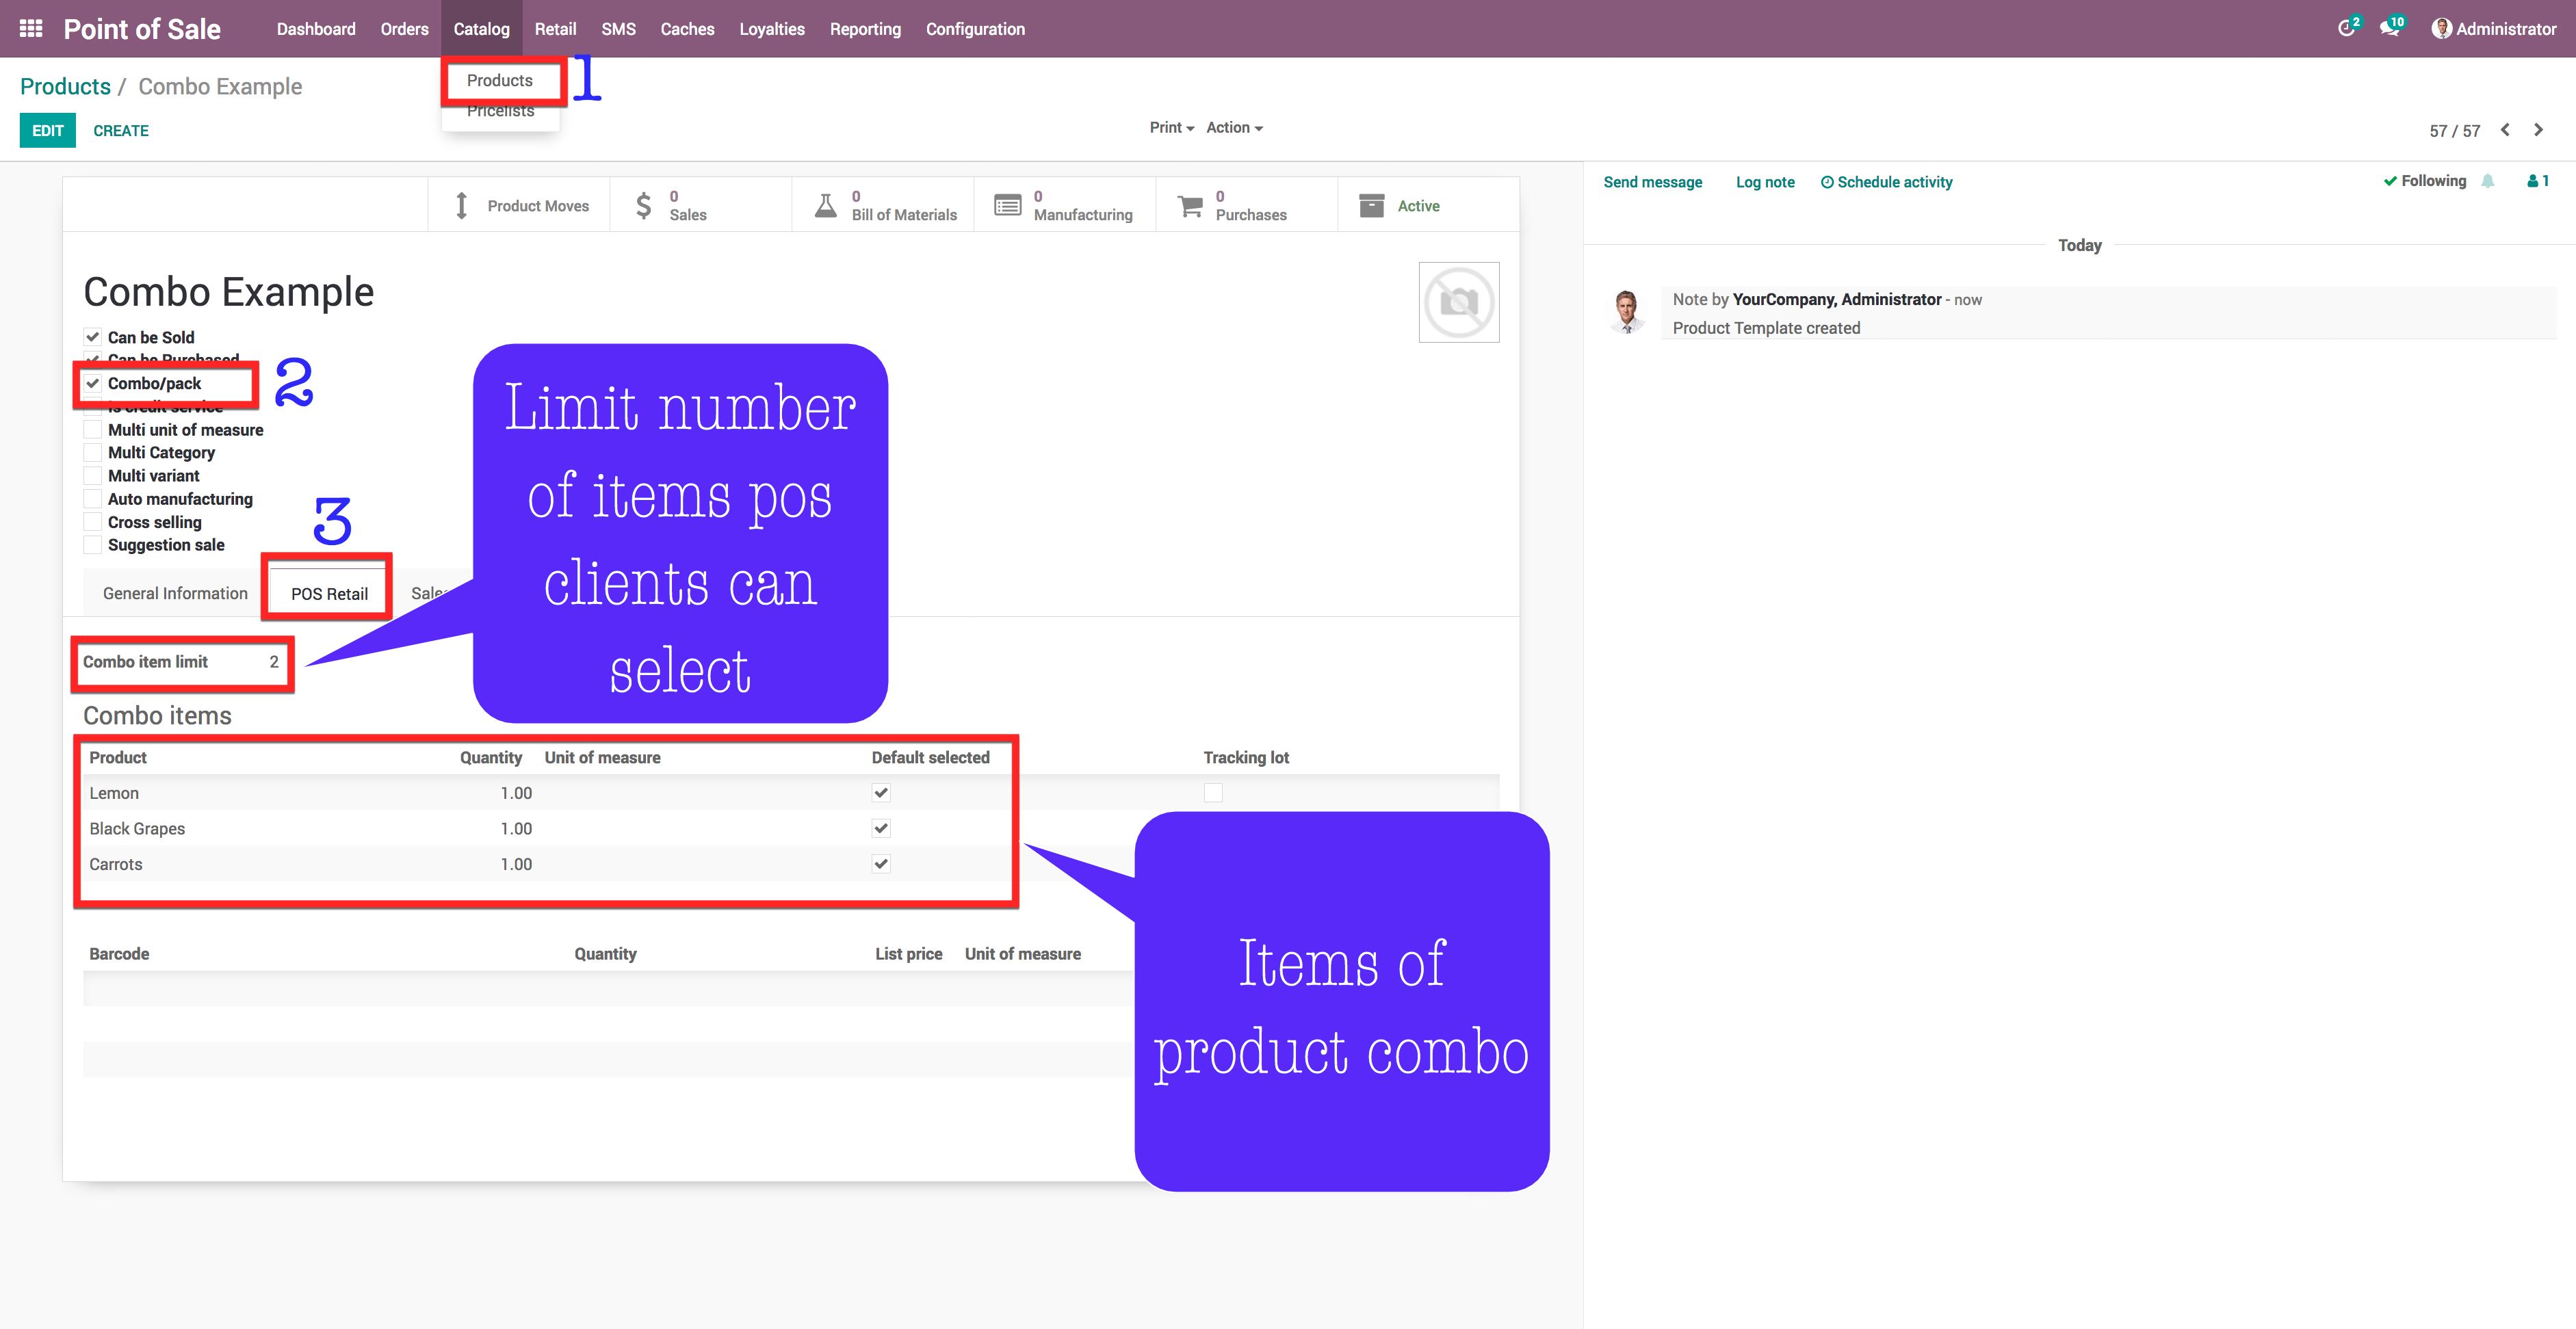 Point of Sale Dashboard Orders Catalog Retail SMS Caches Loyalties Reporting Configuration 2 10 Administrator
Products 1
Pricelists
Products / Combo Example
EDIT CREATE
Print Action
57 / 57
Product Moves
0
Sales
0
Bill of Materials
0
Manufacturing
0
Purchases
Active
Send message Log note Schedule activity Following 1
Today
Note by YourCompany, Administrator - now
Product Template created
Combo Example
Can be Sold
Can be Purchased
Combo/pack 2
Is credit service
Multi unit of measure
Multi Category
Multi variant
Auto manufacturing
Cross selling
Suggestion sale
3
General Information POS Retail Sales
Limit number
of items pos
clients can
select
Combo item limit 2
Combo items
Product Quantity Unit of measure Default selected Tracking lot
Lemon 1.00
Black Grapes 1.00
Carrots 1.00
Barcode Quantity List price Unit of measure
Items of
product combo